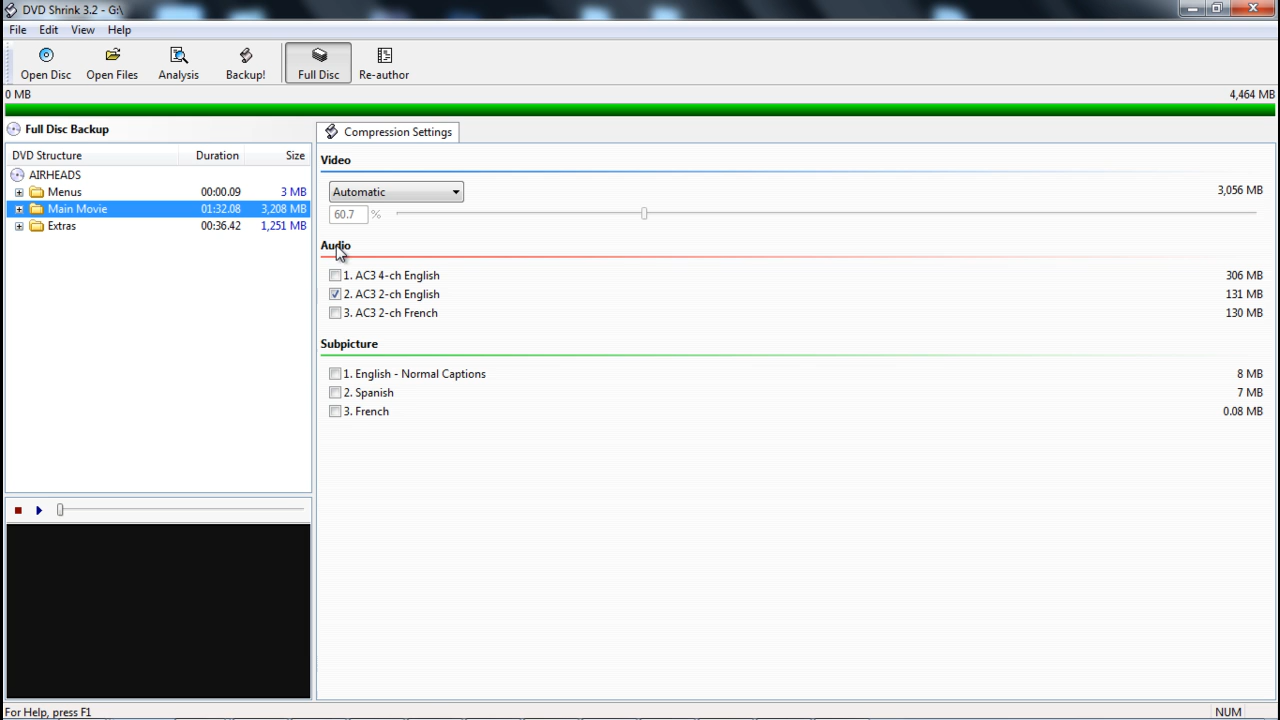 DVD Shrink 3.2 - G:\
File Edit View Help
Open Disc Open Files Analysis Backup! Full Disc Re-author
0 MB 4,464 MB
Full Disc Backup
DVD Structure Duration Size
AIRHEADS
Menus 00:00.09 3 MB
Main Movie 01:32.08 3,208 MB
Extras 00:36.42 1,251 MB
Compression Settings
Video
Automatic 3,056 MB
60.7 %
Audio
1. AC3 4-ch English 306 MB
2. AC3 2-ch English 131 MB
3. AC3 2-ch French 130 MB
Subpicture
1. English - Normal Captions 8 MB
2. Spanish 7 MB
3. French 0.08 MB
For Help, press F1 NUM